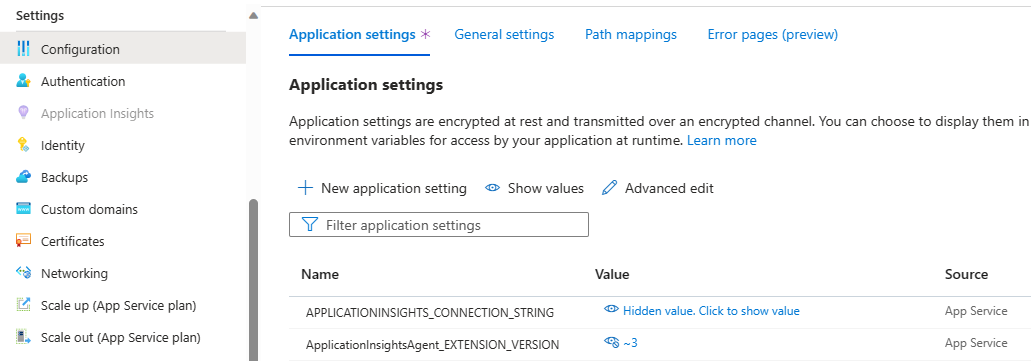 Settings
Configuration
Authentication
Application Insights
Identity
Backups
Custom domains
Certificates
Networking
Scale up (App Service plan)
Scale out (App Service plan)
Application settings *
General settings
Path mappings
Error pages (preview)
Application settings
Application settings are encrypted at rest and transmitted over an encrypted channel. You can choose to display them in
environment variables for access by your application at runtime. Learn more
New application setting
Show values
Advanced edit
Filter application settings
Name Value Source
APPLICATIONINSIGHTS_CONNECTION_STRING Hidden value. Click to show value App Service
ApplicationInsightsAgent_EXTENSION_VERSION ~3 App Service